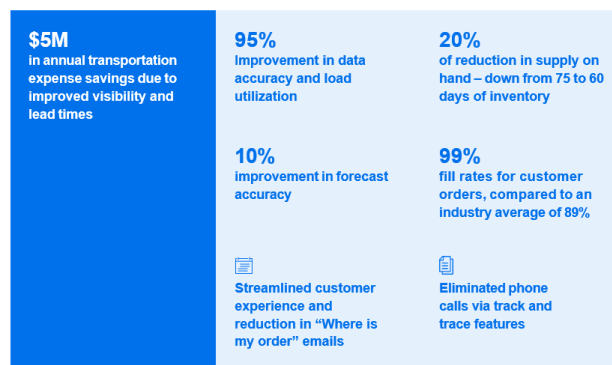 $5M
in annual transportation
expense savings due to
improved visibility and
lead times
95%
Improvement in data
accuracy and load
utilization
20%
of reduction in supply on
hand – down from 75 to 60
days of inventory
10%
improvement in forecast
accuracy
99%
fill rates for customer
orders, compared to an
industry average of 89%
Streamlined customer
experience and
reduction in “Where is
my order” emails
Eliminated phone
calls via track and
trace features